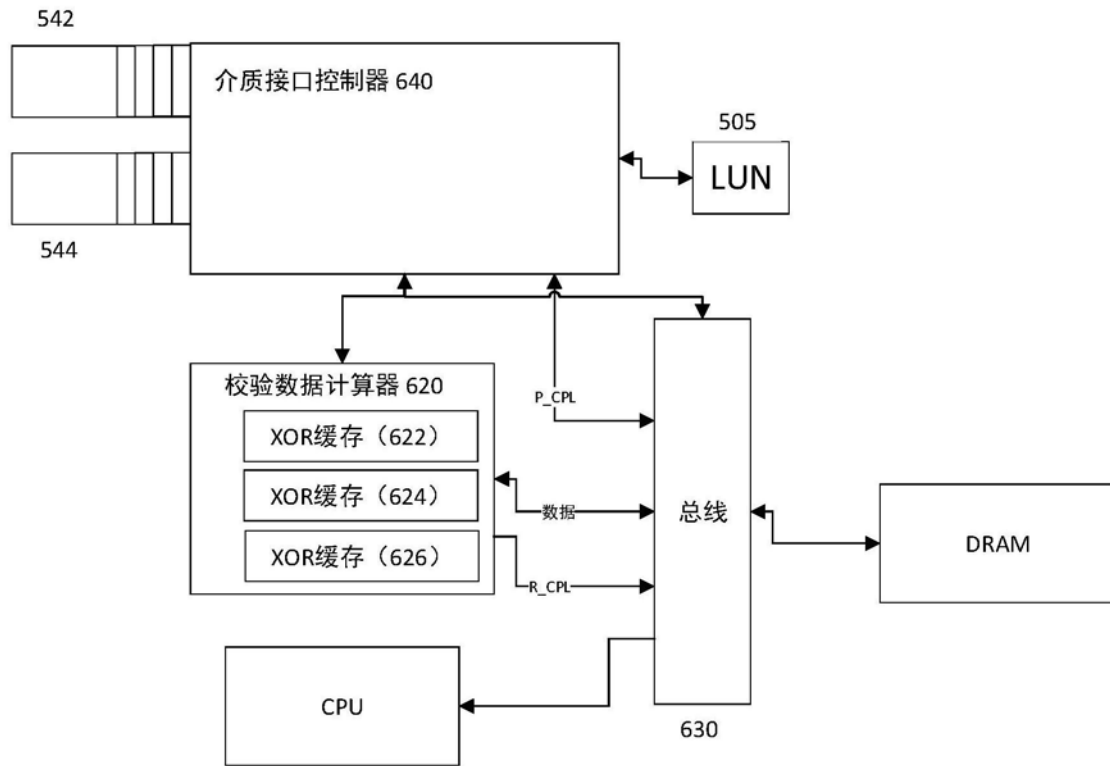 542
介质接口控制器 640
505
LUN
544
校验数据计算器 620
P_CPL
XOR缓存（622）
XOR缓存（624）
数据
总线
DRAM
XOR缓存（626）
R_CPL
CPU
630